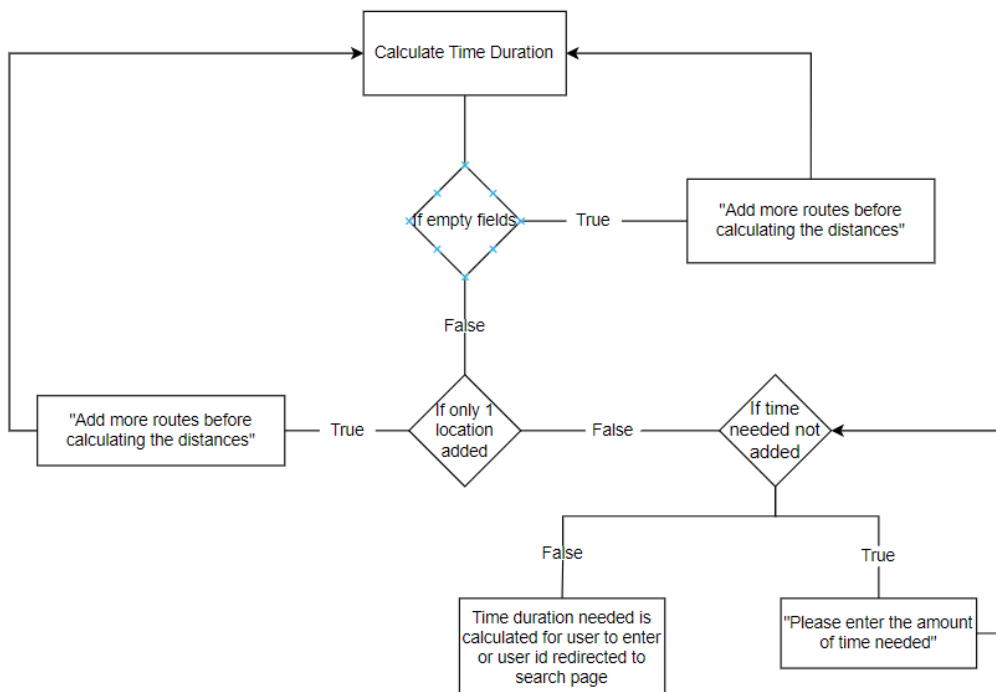 Calculate Time Duration
If empty fields
True
"Add more routes before
calculating the distances"
False
"Add more routes before
calculating the distances"
True
If only 1
location
added
False
If time
needed not
added
False
True
Time duration needed is
calculated for user to enter
or user id redirected to
search page
"Please enter the amount
of time needed"